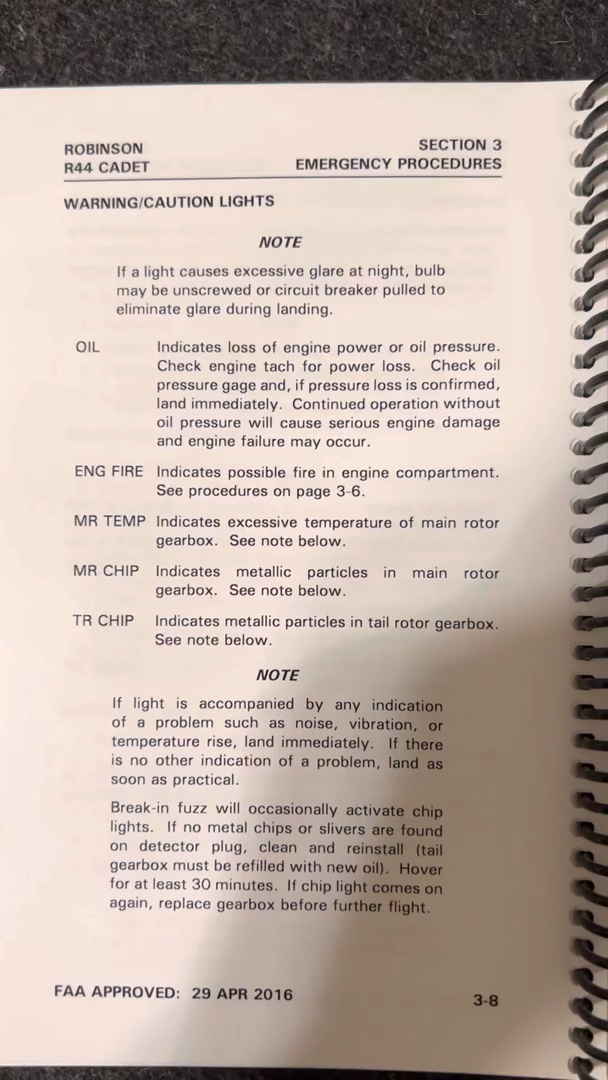 ROBINSON
R44 CADET
SECTION 3
EMERGENCY PROCEDURES
WARNING/CAUTION LIGHTS
NOTE
If a light causes excessive glare at night, bulb
may be unscrewed or circuit breaker pulled to
eliminate glare during landing.
OIL Indicates loss of engine power or oil pressure.
Check engine tach for power loss. Check oil
pressure gage and, if pressure loss is confirmed,
land immediately. Continued operation without
oil pressure will cause serious engine damage
and engine failure may occur.
ENG FIRE Indicates possible fire in engine compartment.
See procedures on page 3-6.
MR TEMP Indicates excessive temperature of main rotor
gearbox. See note below.
MR CHIP Indicates metallic particles in main rotor
gearbox. See note below.
TR CHIP Indicates metallic particles in tail rotor gearbox.
See note below.
NOTE
If light is accompanied by any indication
of a problem such as noise, vibration, or
temperature rise, land immediately. If there
is no other indication of a problem, land as
soon as practical.
Break-in fuzz will occasionally activate chip
lights. If no metal chips or slivers are found
on detector plug, clean and reinstall (tail
gearbox must be refilled with new oil). Hover
for at least 30 minutes. If chip light comes on
again, replace gearbox before further flight.
FAA APPROVED: 29 APR 2016
3-8